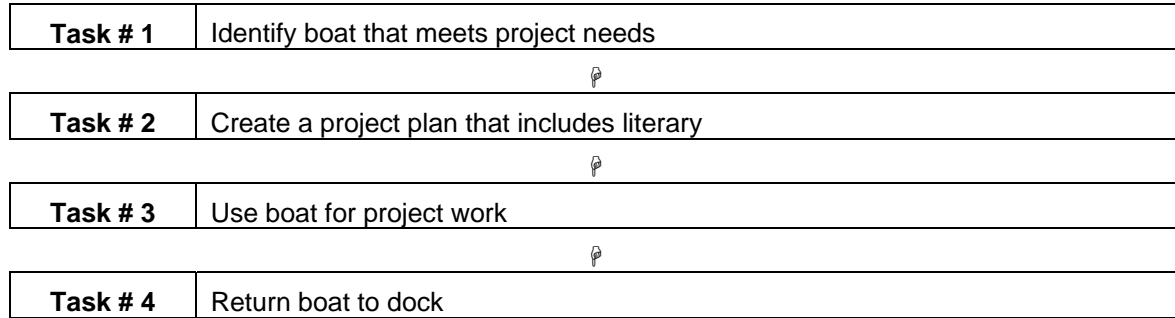 Task # 1 Identify boat that meets project needs
Task # 2 Create a project plan that includes literary
Task # 3 Use boat for project work
Task # 4 Return boat to dock